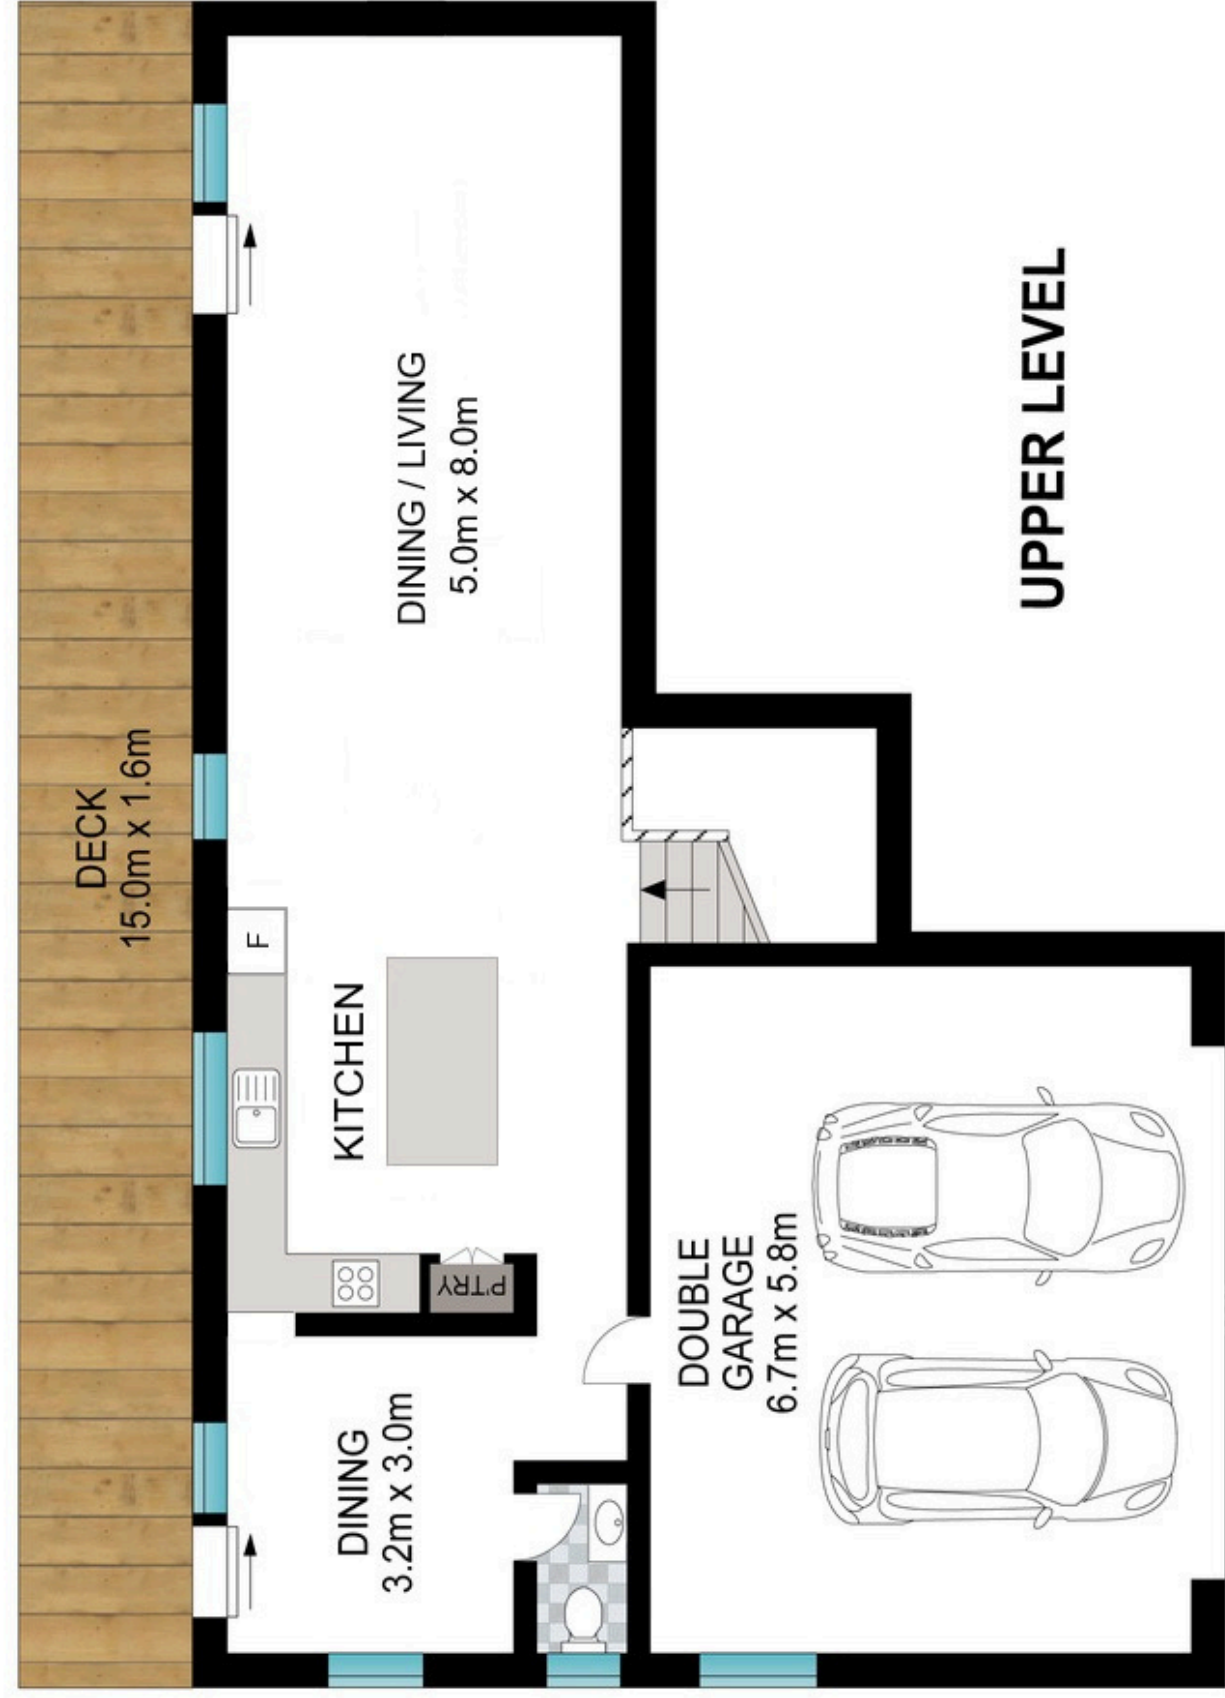 DECK
15.0m x 1.6m
DINING / LIVING
5.0m x 8.0m
UPPER LEVEL
F
KITCHEN
P'TRY
DINING
3.2m x 3.0m
DOUBLE
GARAGE
6.7m x 5.8m